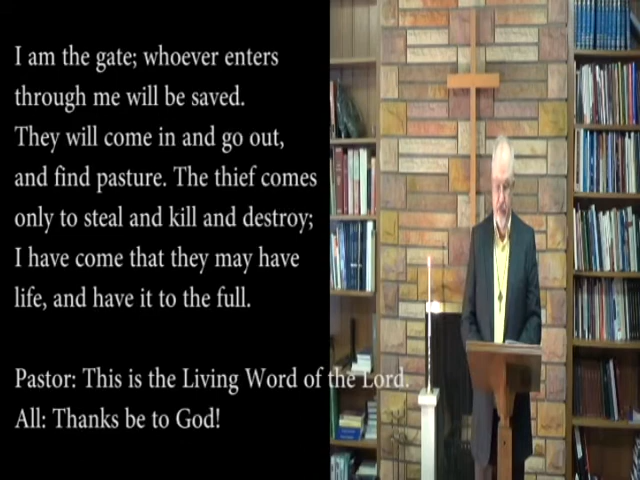 I am the gate; whoever enters
through me will be saved.
They will come in and go out,
and find pasture. The thief comes
only to steal and kill and destroy;
I have come that they may have
life, and have it to the full.
Pastor: This is the Living Word of the Lord.
All: Thanks be to God!